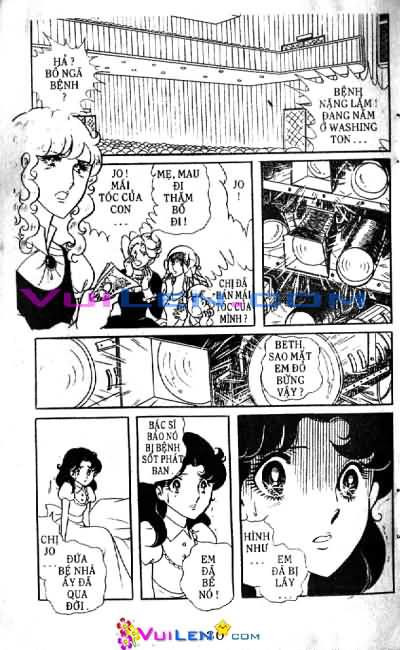 HẢ ?
BỐ NGÃ
BỆNH
?
BỆNH
NẶNG LẮM !
ĐANG NẰM
Ở WASHING
TON . . .
JO !
MÁI
TÓC CỦA
CON
. . .
MẸ, MAU
ĐI
THĂM
BỐ
ĐI !
JO !
CHỊ ĐÃ
BÁN MÁI
TÓC CỦA
MÌNH ?
VUILEN.COM
BETH,
SAO MẶT
EM ĐỎ
BỪNG
VẬY ?
CHỊ
JO . . .
ĐỨA
BÉ NHÀ
ẤY ĐÃ
QUA
ĐỜI .
BÁC SĨ
BẢO NÓ
BỊ BỆNH
SỐT PHÁT
BAN . . .
EM
ĐÃ
BẾ
NÓ !
HÌNH
NHƯ . . .
EM
ĐÃ BỊ
LÂY
. . . .
VUILEN